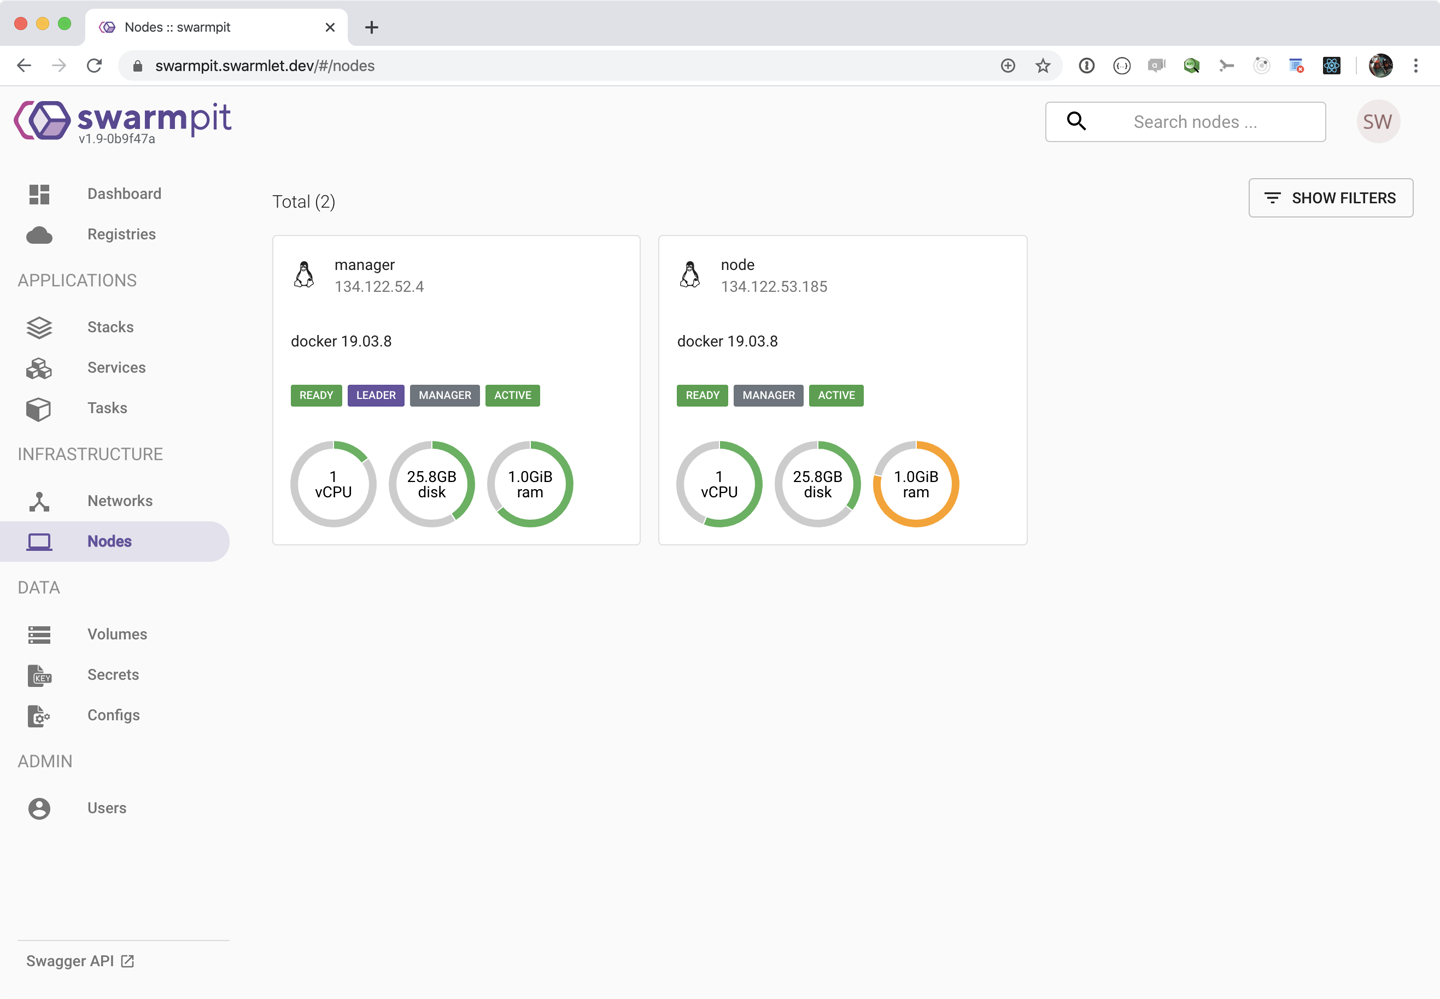 Nodes :: swarmpit
swarmpit.swarmlet.dev/#/nodes
swarmpit
v1.9-0b9f47a
Search nodes ...
SW
Dashboard
Registries
APPLICATIONS
Stacks
Services
Tasks
INFRASTRUCTURE
Networks
Nodes
DATA
Volumes
KEY
Secrets
Configs
ADMIN
Users
Swagger API
Total (2)
SHOW FILTERS
manager
134.122.52.4
docker 19.03.8
READY LEADER MANAGER ACTIVE
1
vCPU
25.8GB
disk
1.0GiB
ram
node
134.122.53.185
docker 19.03.8
READY MANAGER ACTIVE
1
vCPU
25.8GB
disk
1.0GiB
ram